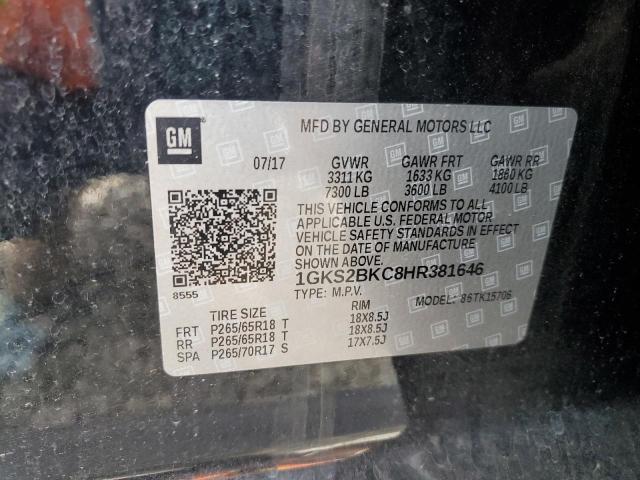 GM
MFD BY GENERAL MOTORS LLC
07/17 GVWR GAWR FRT GAWR RR
3311 KG 1633 KG 1860 KG
7300 LB 3600 LB 4100 LB
THIS VEHICLE CONFORMS TO ALL
APPLICABLE U.S. FEDERAL MOTOR
VEHICLE SAFETY STANDARDS IN EFFECT
ON THE DATE OF MANUFACTURE
SHOWN ABOVE.
1GKS2BKC8HR381646
8555 TYPE: M.P.V. MODEL: 86TK15706
TIRE SIZE RIM
FRT P265/65R18 T 18X8.5J
RR P265/65R18 T 18X8.5J
SPA P265/70R17 S 17X7.5J